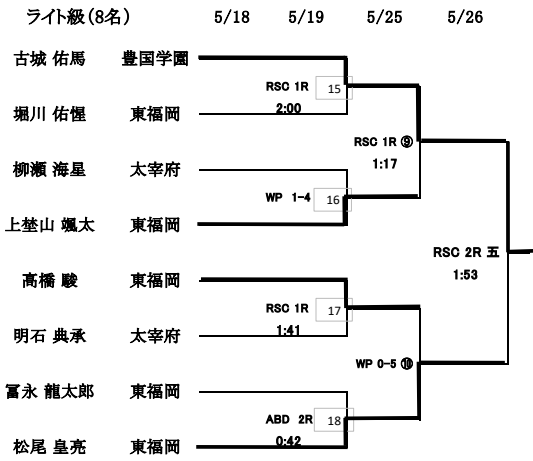 ライト級(8名) 5/18 5/19 5/25 5/26
古城 佑馬 豊国学園
RSC 1R 15
2:00
堀川 佑惺 東福岡
RSC 1R ⑨
1:17
柳瀬 海星 太宰府
WP 1-4 16
上埜山 颯太 東福岡
RSC 2R 五
1:53
高橋 駿 東福岡
RSC 1R 17
1:41
明石 典承 太宰府
WP 0-5 ⑩
冨永 龍太郎 東福岡
ABD 2R 18
0:42
松尾 皇亮 東福岡